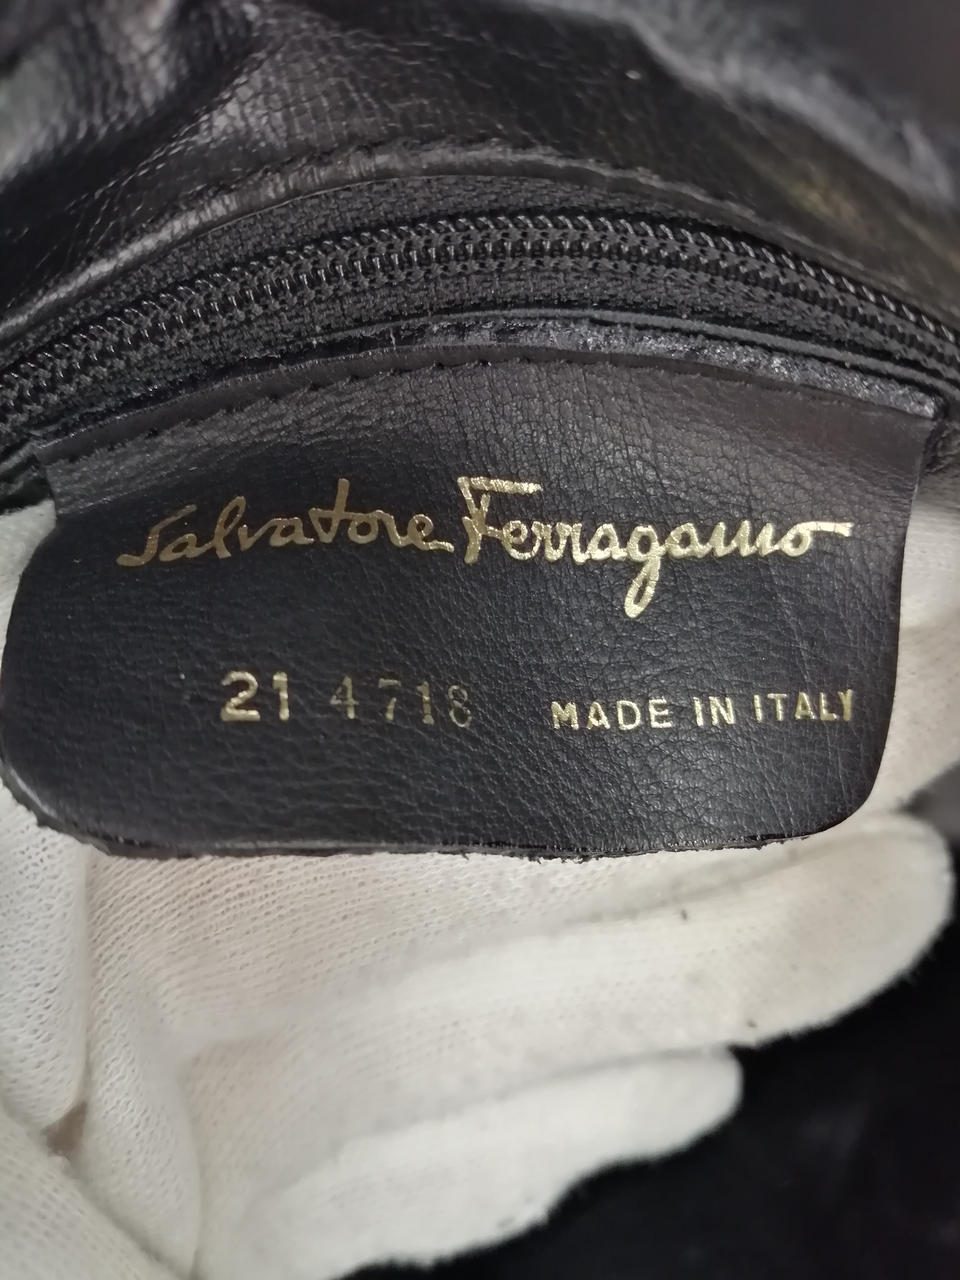 Salvatore Ferragamo
21 4718 MADE IN ITALY